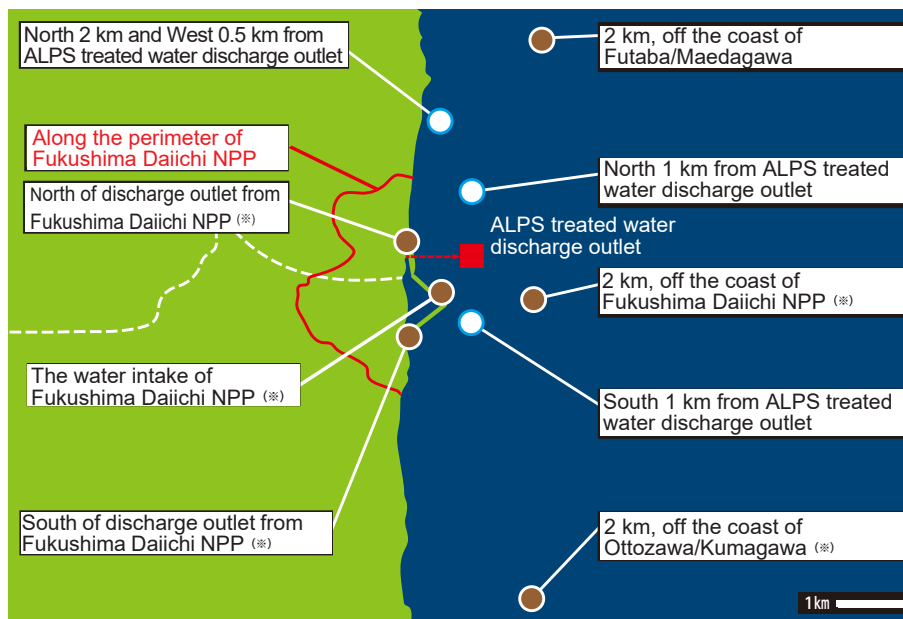 North 2 km and West 0.5 km from
ALPS treated water discharge outlet
2 km, off the coast of
Futaba/Maedagawa
Along the perimeter of
Fukushima Daiichi NPP
North of discharge outlet from
Fukushima Daiichi NPP (※)
North 1 km from ALPS treated
water discharge outlet
ALPS treated water
discharge outlet
2 km, off the coast of
Fukushima Daiichi NPP (※)
The water intake of
Fukushima Daiichi NPP (※)
South 1 km from ALPS treated
water discharge outlet
South of discharge outlet from
Fukushima Daiichi NPP (※)
2 km, off the coast of
Ottozawa/Kumagawa (※)
1km